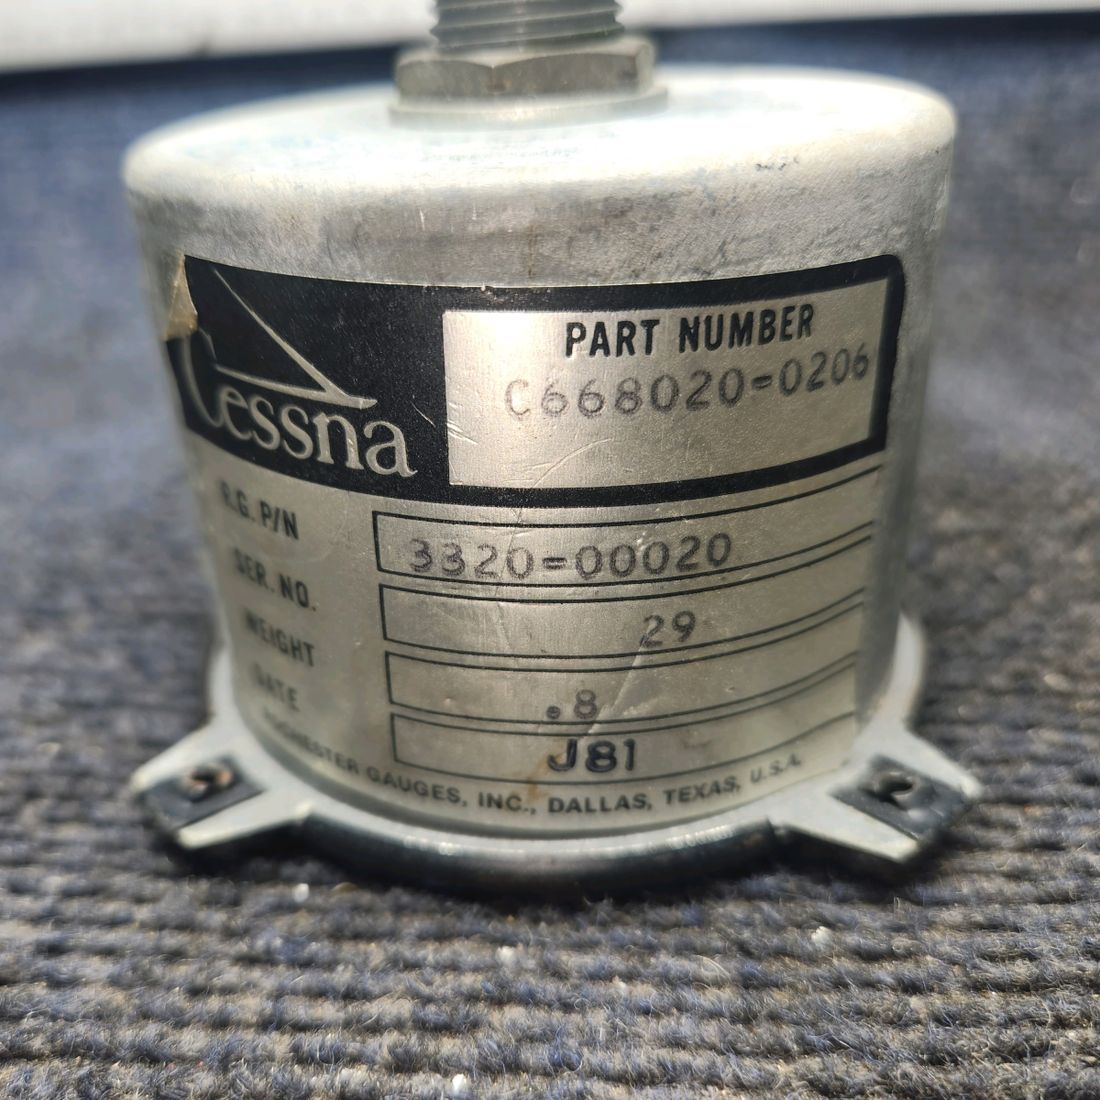 Cessna
PART NUMBER
C668020-0206
R.G. P/N 3320-00020
SER. NO. 29
WEIGHT .8
DATE J81
ROCHESTER GAUGES, INC., DALLAS, TEXAS, U.S.A.